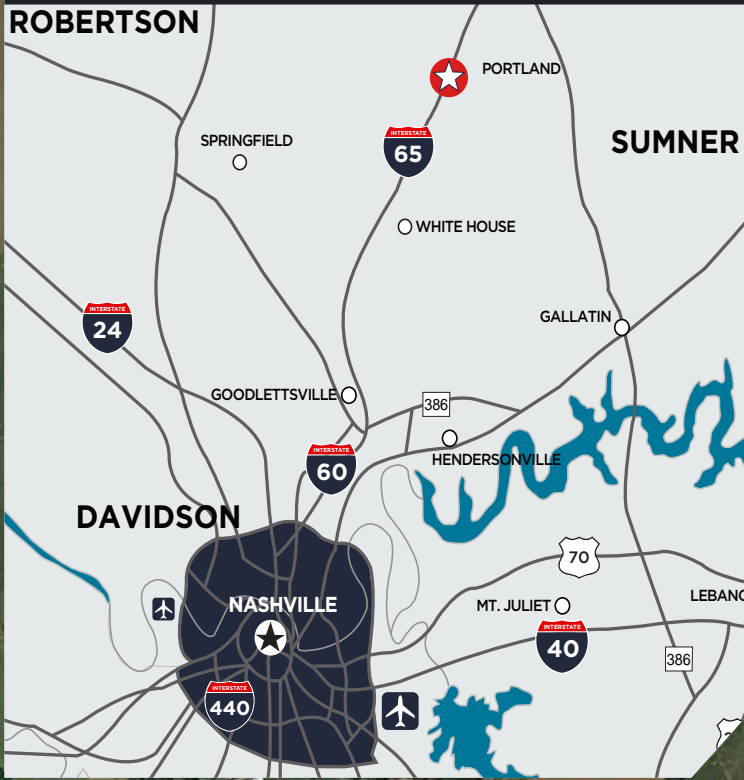 ROBERTSON
PORTLAND
SPRINGFIELD
INTERSTATE
65
SUMNER
WHITE HOUSE
INTERSTATE
24
GALLATIN
GOODLETTSVILLE
386
HENDERSONVILLE
INTERSTATE
60
DAVIDSON
70
NASHVILLE
MT. JULIET
LEBANO
INTERSTATE
40
386
INTERSTATE
440